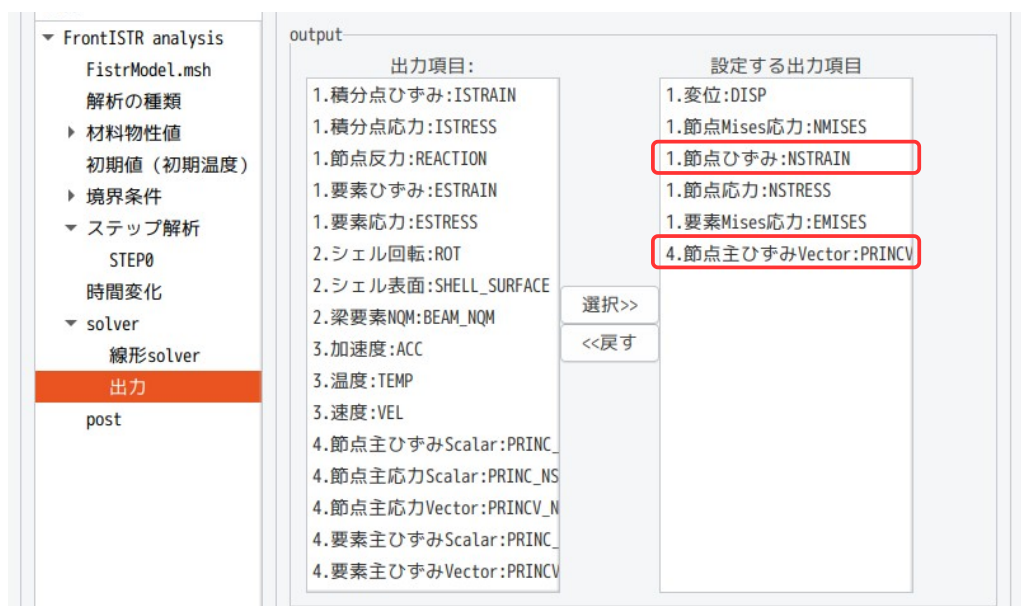 FrontISTR analysis
FistrModel.msh
解析の種類
材料物性値
初期値（初期温度）
境界条件
ステップ解析
STEP0
時間変化
solver
線形solver
出力
post
output
出力項目:
1.積分点ひずみ:ISTRAIN
1.積分点応力:ISTRESS
1.節点反力:REACTION
1.要素ひずみ:ESTRAIN
1.要素応力:ESTRESS
2.シェル回転:ROT
2.シェル表面:SHELL_SURFACE
2.梁要素NQM:BEAM_NQM
3.加速度:ACC
3.温度:TEMP
3.速度:VEL
4.節点主ひずみScalar:PRINC_
4.節点主応力Scalar:PRINC_NS
4.節点主応力Vector:PRINCV_N
4.要素主ひずみScalar:PRINC_
4.要素主ひずみVector:PRINCV
選択>>
<<戻す
設定する出力項目
1.変位:DISP
1.節点Mises応力:NMISES
1.節点ひずみ:NSTRAIN
1.節点応力:NSTRESS
1.要素Mises応力:EMISES
4.節点主ひずみVector:PRINCV